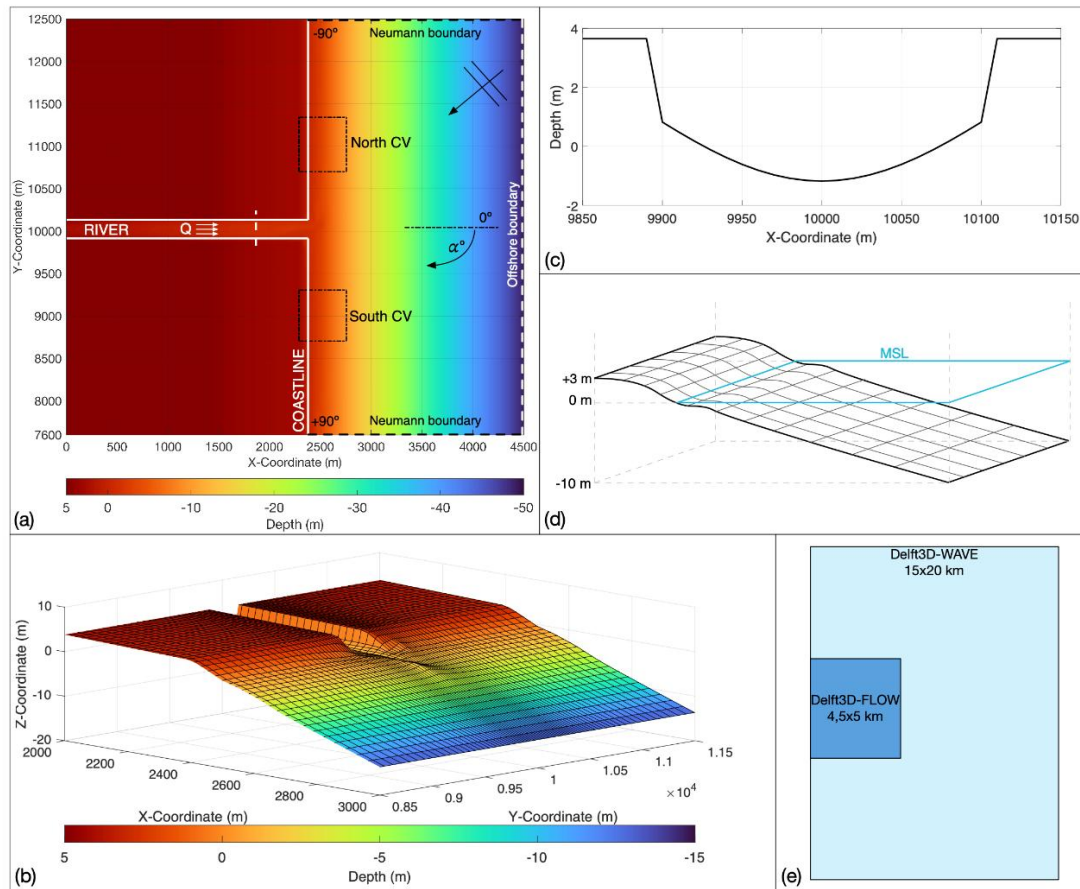 12500
12000
11500
11000
10500
10000
9500
9000
8500
8000
7600
Y-Coordinate (m)
-90°
Neumann boundary
North CV
RIVER
Q
0°
α°
Offshore boundary
South CV
COASTLINE
+90°
Neumann boundary
0 500 1000 1500 2000 2500 3000 3500 4000 4500
X-Coordinate (m)
5 0 -10 -20 -30 -40 -50
Depth (m)
(a)
10
0
-10
-20
Z-Coordinate (m)
2000
2200
2400
2600
2800
3000
0.85
0.9
0.95
1
1.05
1.1
1.15
×10⁴
X-Coordinate (m)
Y-Coordinate (m)
5 0 -5 -10 -15
Depth (m)
(b)
4
2
0
-2
Depth (m)
9850 9900 9950 10000 10050 10100 10150
X-Coordinate (m)
(c)
MSL
+3 m
0 m
-10 m
(d)
Delft3D-WAVE
15x20 km
Delft3D-FLOW
4,5x5 km
(e)